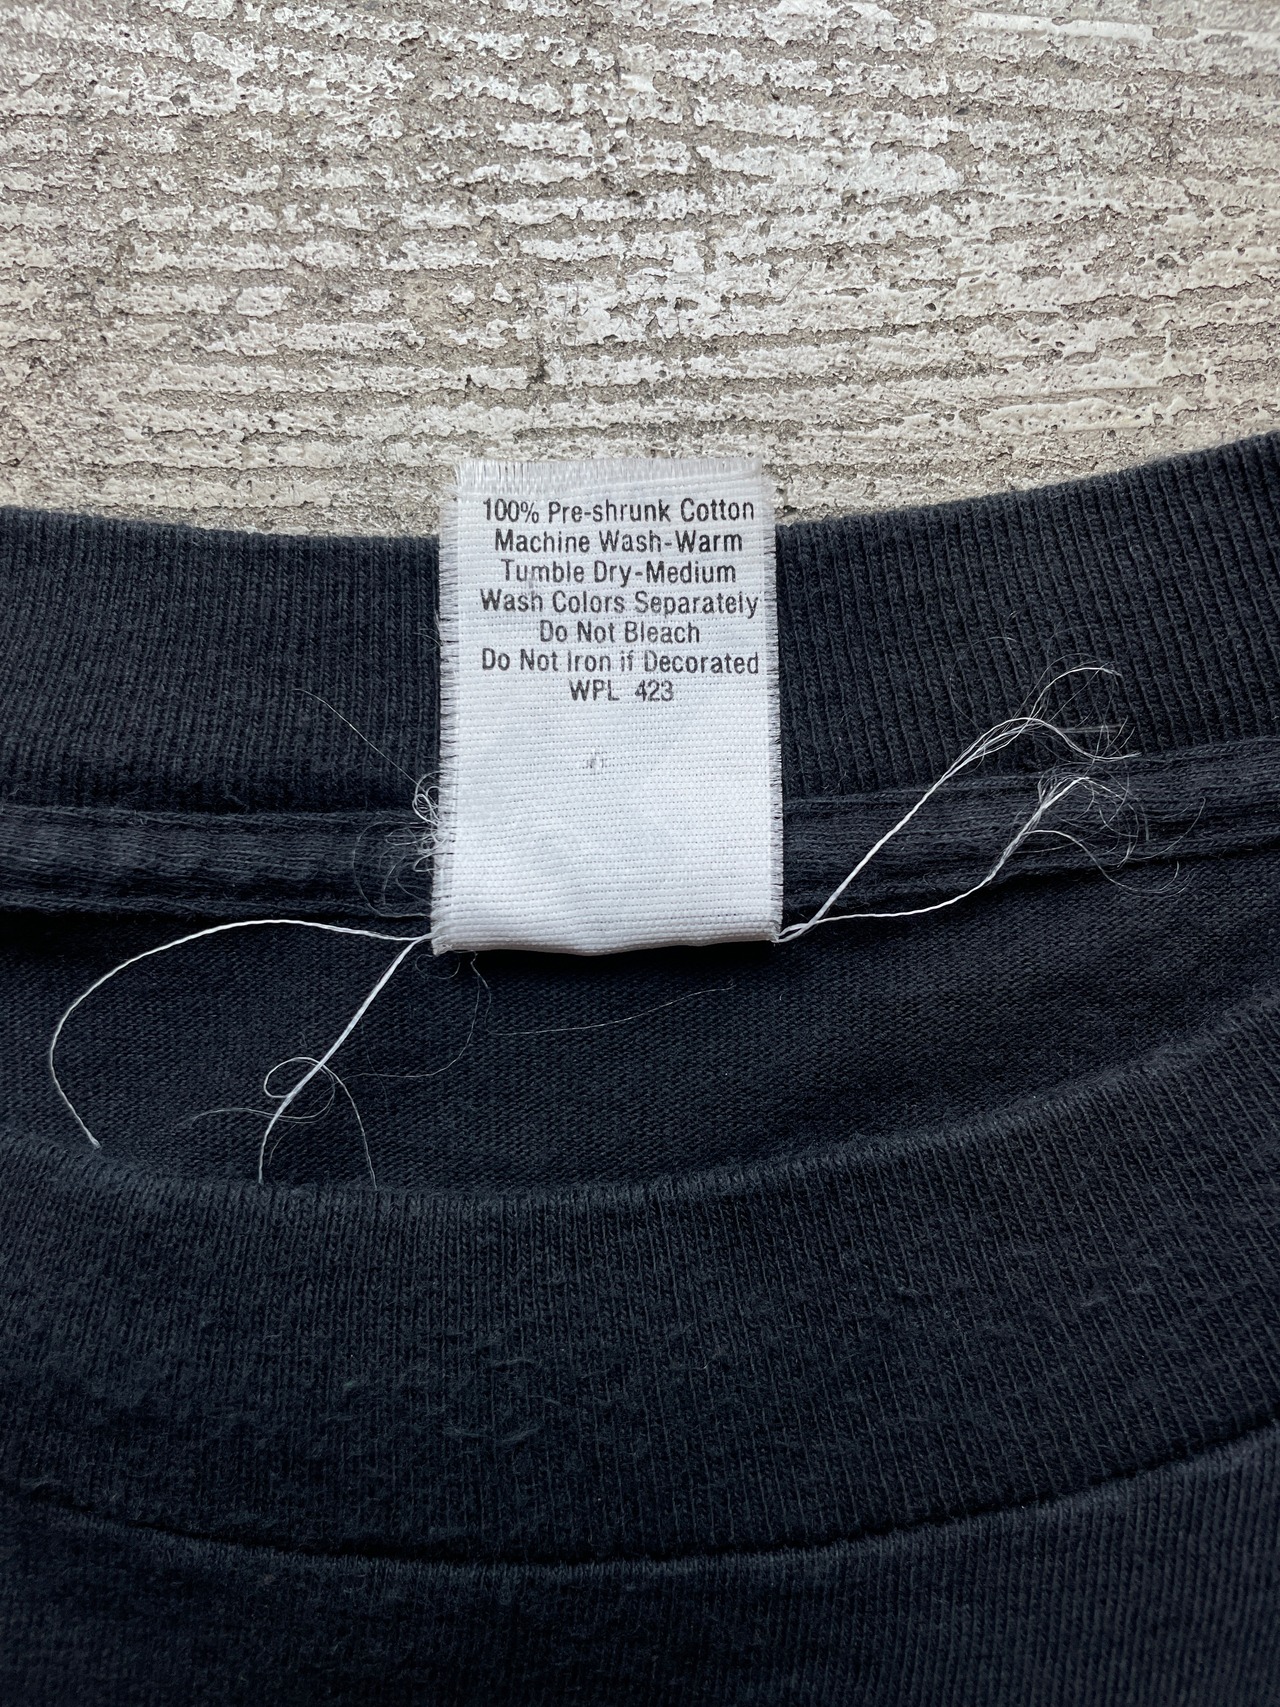 100% Pre-shrunk Cotton
Machine Wash-Warm
Tumble Dry-Medium
Wash Colors Separately
Do Not Bleach
Do Not Iron if Decorated
WPL 423